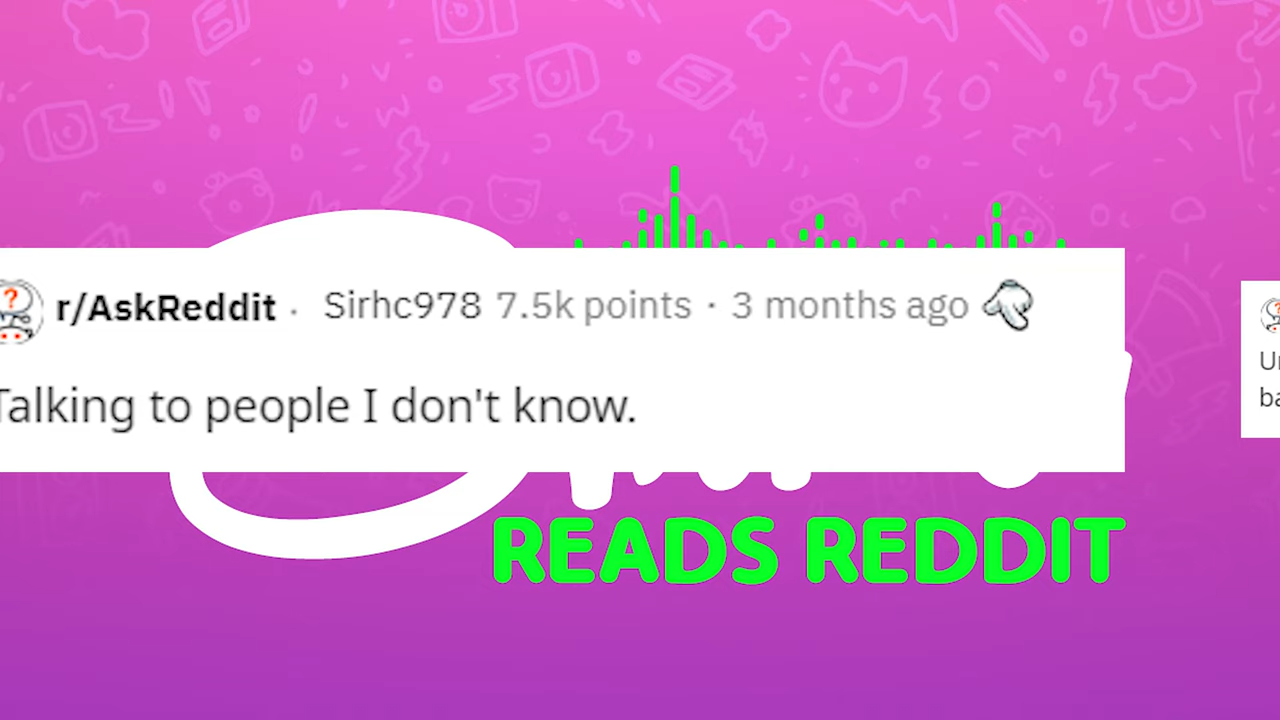 r/AskReddit · Sirhc978 7.5k points · 3 months ago
Talking to people I don't know.
READS REDDIT